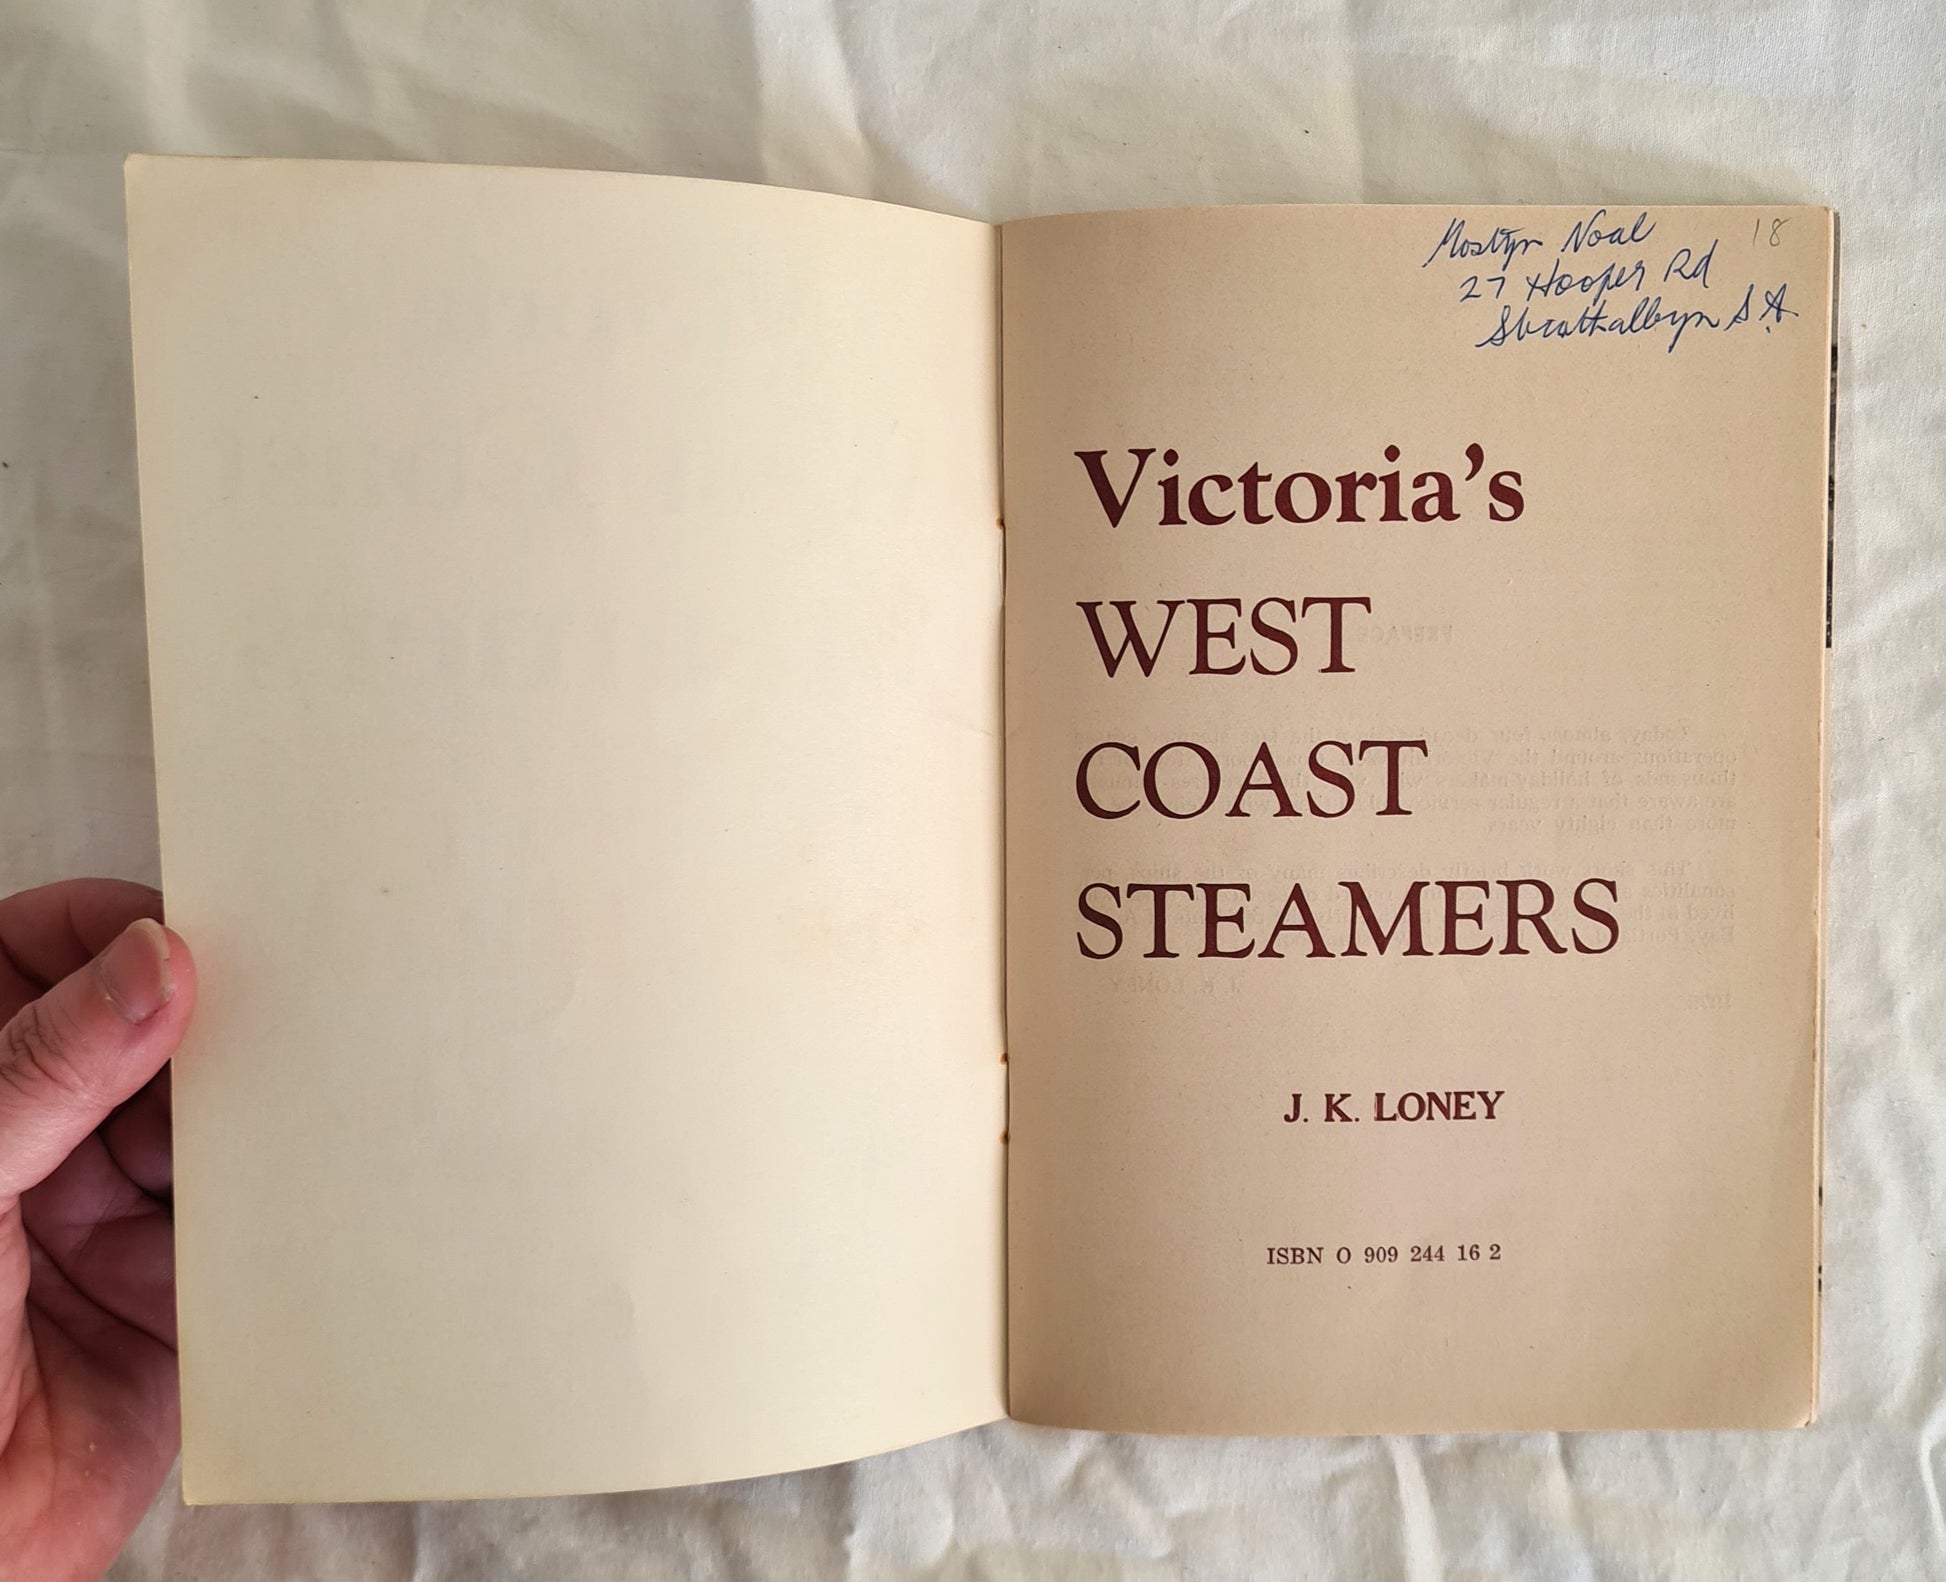 Mostyn Noal 18
27 Hooper Rd
Strathalbyn S.A.
Victoria's
WEST
COAST
STEAMERS
J. K. LONEY
ISBN O 909 244 16 2